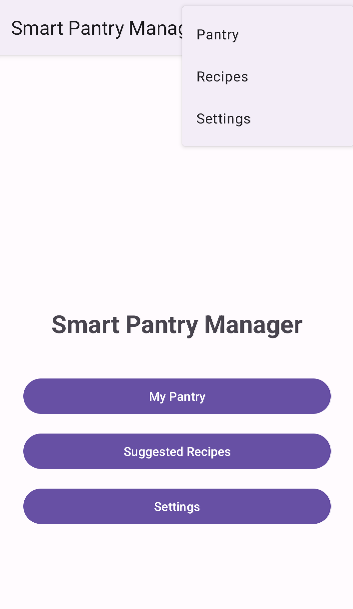 Smart Pantry Manag
Pantry
Recipes
Settings
Smart Pantry Manager
My Pantry
Suggested Recipes
Settings